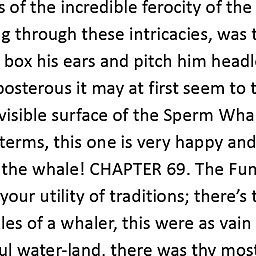 s of the incredible ferocity of the
g through these intricacies, was t
box his ears and pitch him headl
posterous it may at first seem to t
visible surface of the Sperm Wha
terms, this one is very happy and
the whale! CHAPTER 69. The Fun
your utility of traditions; there's t
les of a whaler, this were as vain
ul water-land, there was thy most